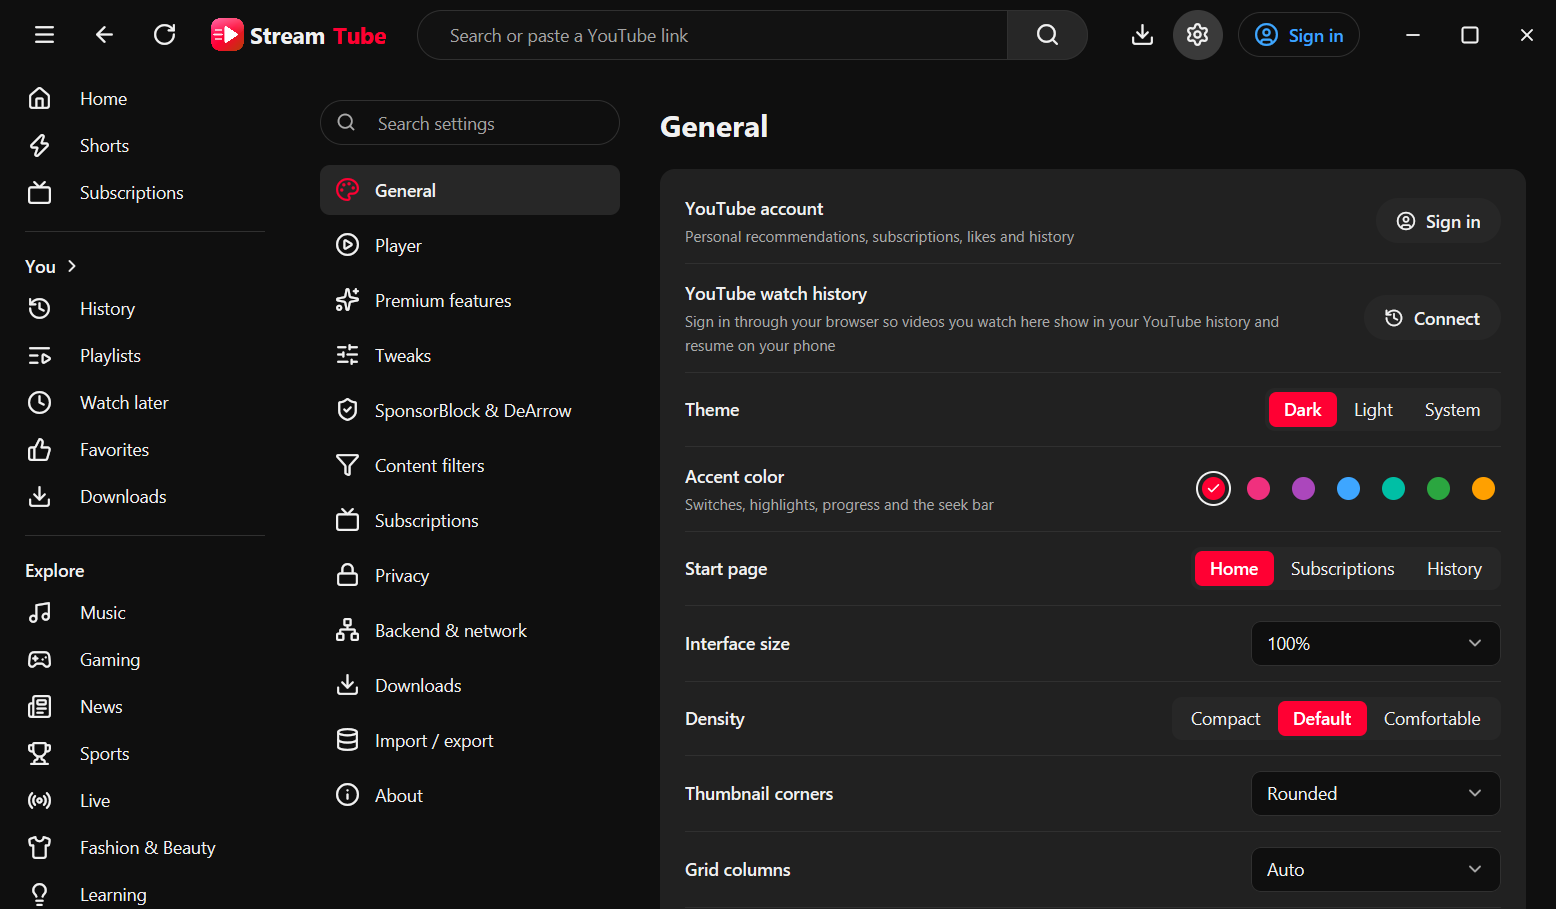 Stream Tube
Search or paste a YouTube link
Sign in
Home
Shorts
Subscriptions
You
History
Playlists
Watch later
Favorites
Downloads
Explore
Music
Gaming
News
Sports
Live
Fashion & Beauty
Learning
Search settings
General
Player
Premium features
Tweaks
SponsorBlock & DeArrow
Content filters
Subscriptions
Privacy
Backend & network
Downloads
Import / export
About
General
YouTube account
Personal recommendations, subscriptions, likes and history
Sign in
YouTube watch history
Sign in through your browser so videos you watch here show in your YouTube history and
resume on your phone
Connect
Theme
Dark Light System
Accent color
Switches, highlights, progress and the seek bar
Start page
Home Subscriptions History
Interface size
100%
Density
Compact Default Comfortable
Thumbnail corners
Rounded
Grid columns
Auto